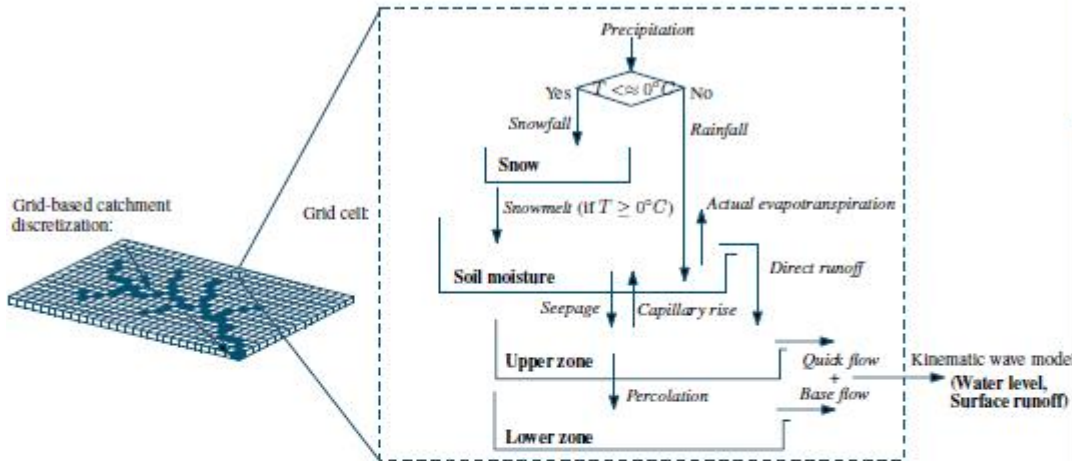 Precipitation
Yes
T <≈ 0°C
No
Snowfall
Rainfall
Snow
Grid-based catchment
discretization:
Grid cell:
Snowmelt (if T ≥ 0°C)
Actual evapotranspiration
Soil moisture
Direct runoff
Seepage
Capillary rise
Upper zone
Quick flow
+
Base flow
Kinematic wave model
(Water level,
Surface runoff)
Percolation
Lower zone